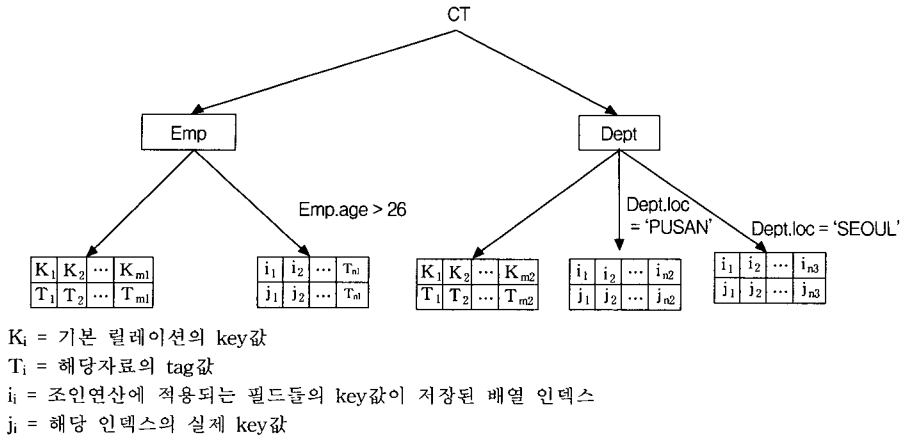 CT
Emp
Dept
Emp.age > 26
Dept.loc
= 'PUSAN'
Dept.loc = 'SEOUL'
K₁ K₂ ··· Kₘ₁
T₁ T₂ ··· Tₘ₁
i₁ i₂ ··· Tₙ₁
j₁ j₂ ··· Tₙ₁
K₁ K₂ ··· Kₘ₂
T₁ T₂ ··· Tₘ₂
i₁ i₂ ··· iₙ₂
j₁ j₂ ··· jₙ₂
i₁ i₂ ··· iₙ₃
j₁ j₂ ··· jₙ₃
Kᵢ = 기본 릴레이션의 key값
Tᵢ = 해당자료의 tag값
iᵢ = 조인연산에 적용되는 필드들의 key값이 저장된 배열 인덱스
jᵢ = 해당 인덱스의 실제 key값